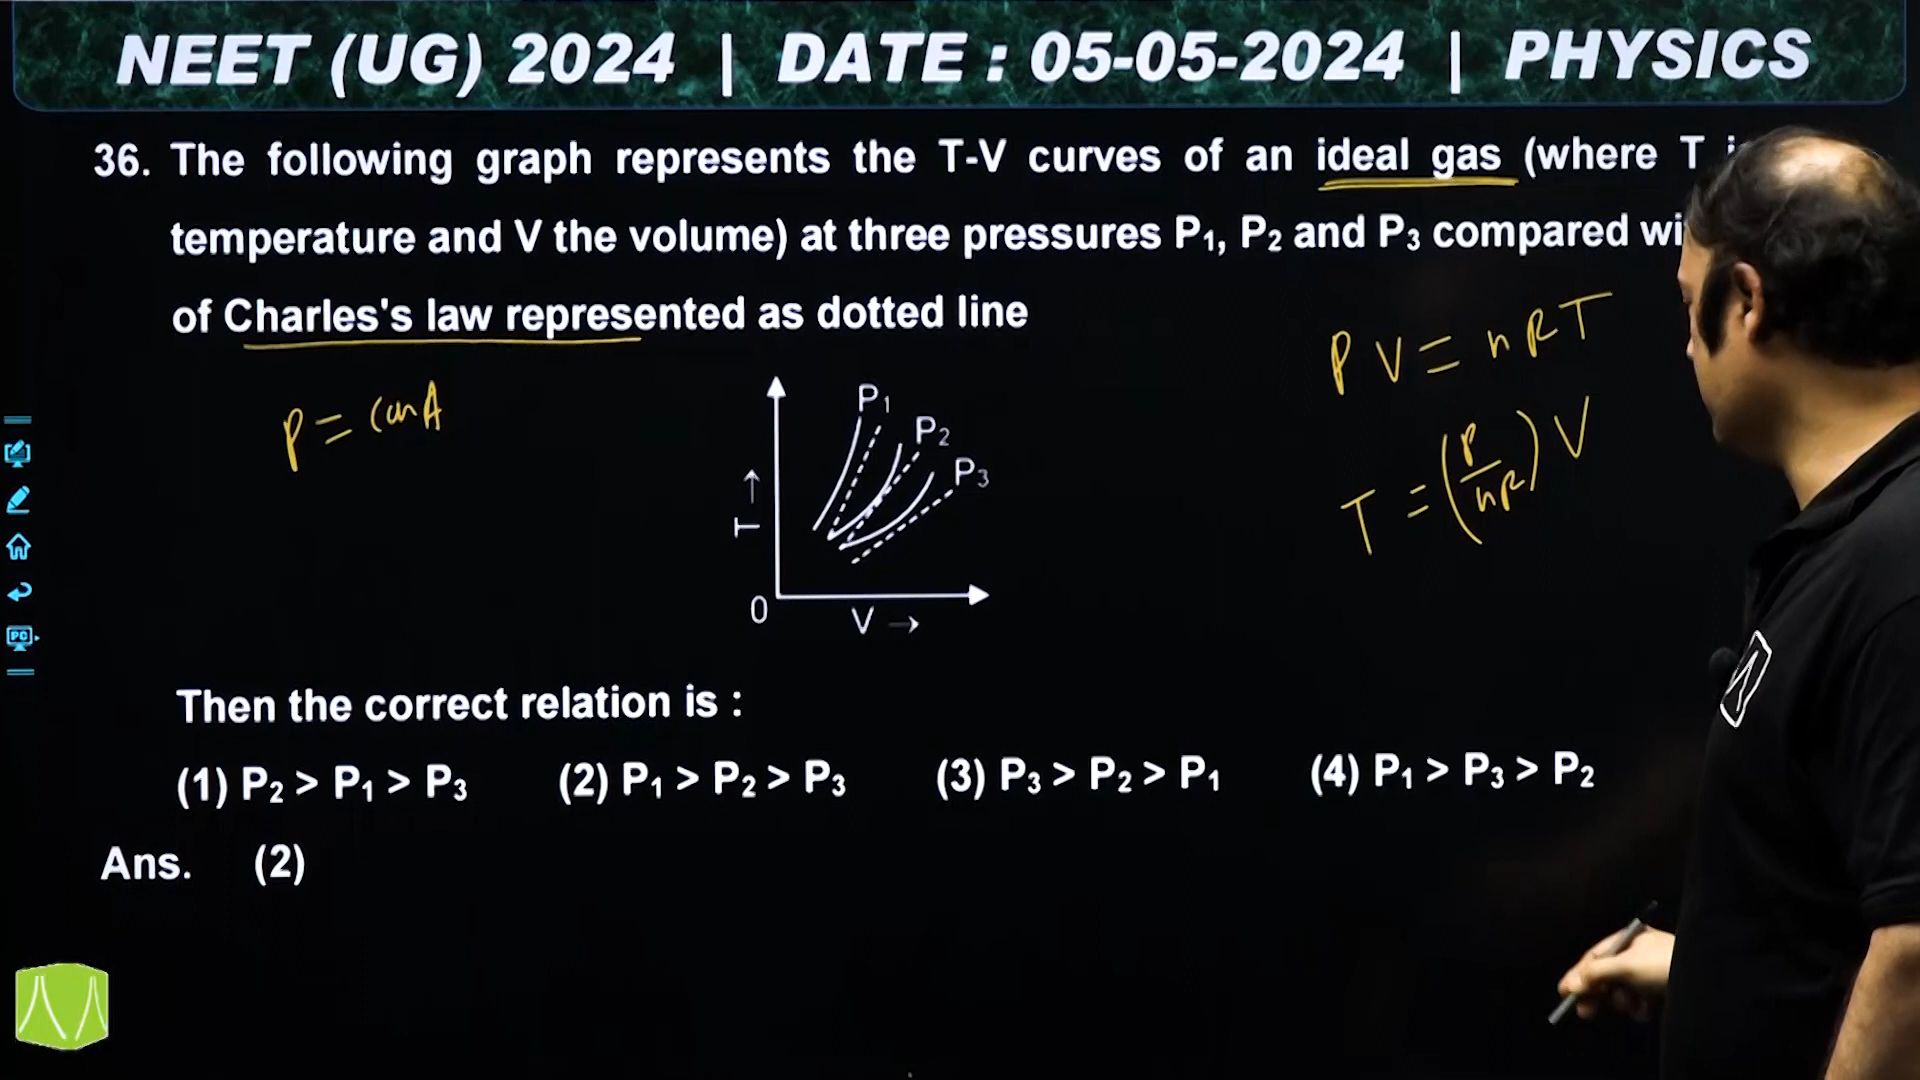 NEET (UG) 2024 | DATE : 05-05-2024 | PHYSICS
36. The following graph represents the T-V curves of an ideal gas (where T
temperature and V the volume) at three pressures P₁, P₂ and P₃ compared
of Charles's law represented as dotted line
P = 
PV = nRT
T = (P/nR) V
P₁
P₂
P₃
T →
0
V →
Then the correct relation is :
(1) P₂ > P₁ > P₃ (2) P₁ > P₂ > P₃ (3) P₃ > P₂ > P₁ (4) P₁ > P₃ > P₂
Ans. (2)
PC